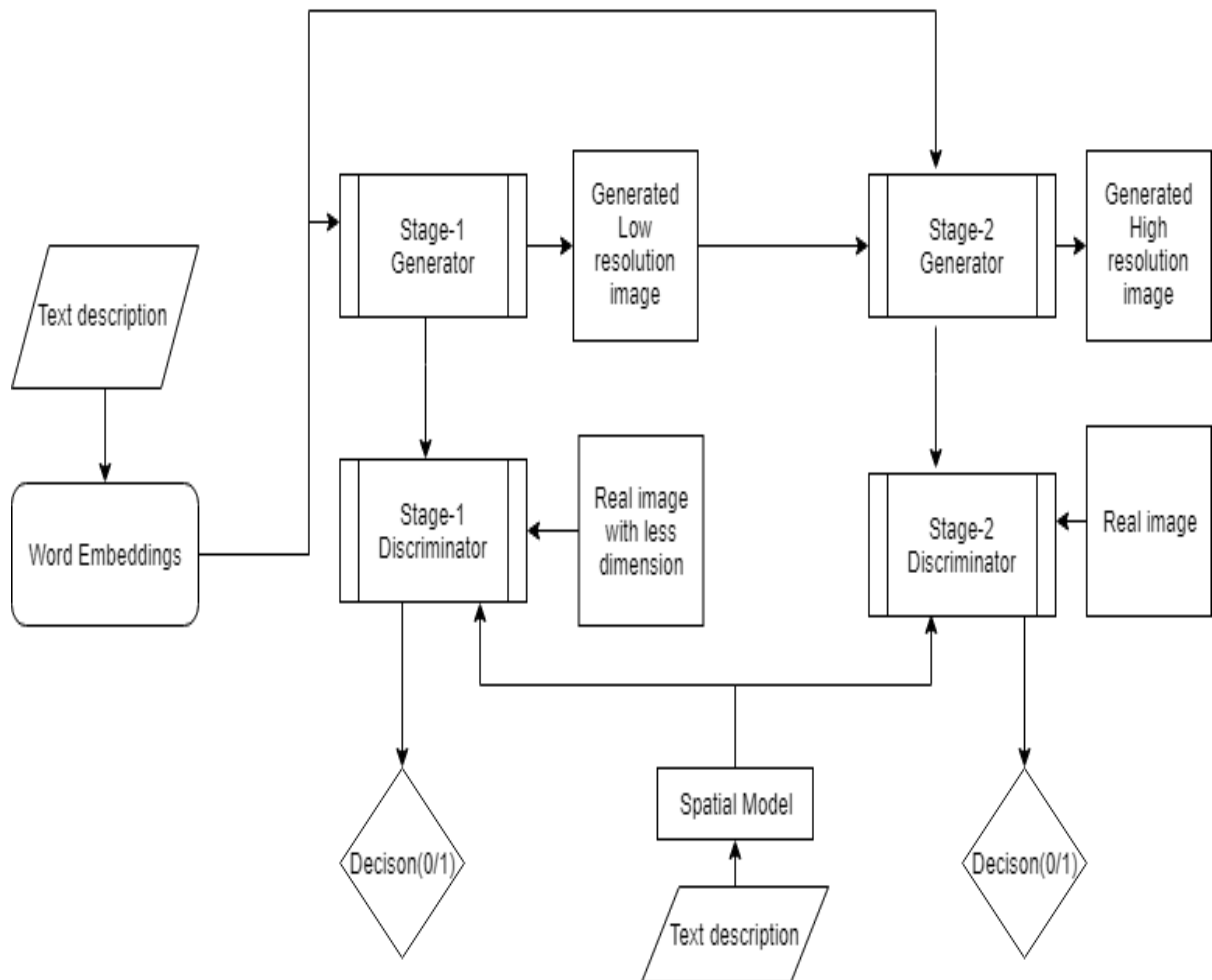 Text description
Word Embeddings
Stage-1
Generator
Generated
Low
resolution
image
Stage-2
Generator
Generated
High
resolution
image
Stage-1
Discriminator
Real image
with less
dimension
Stage-2
Discriminator
Real image
Spatial Model
Decison(0/1)
Decison(0/1)
Text description